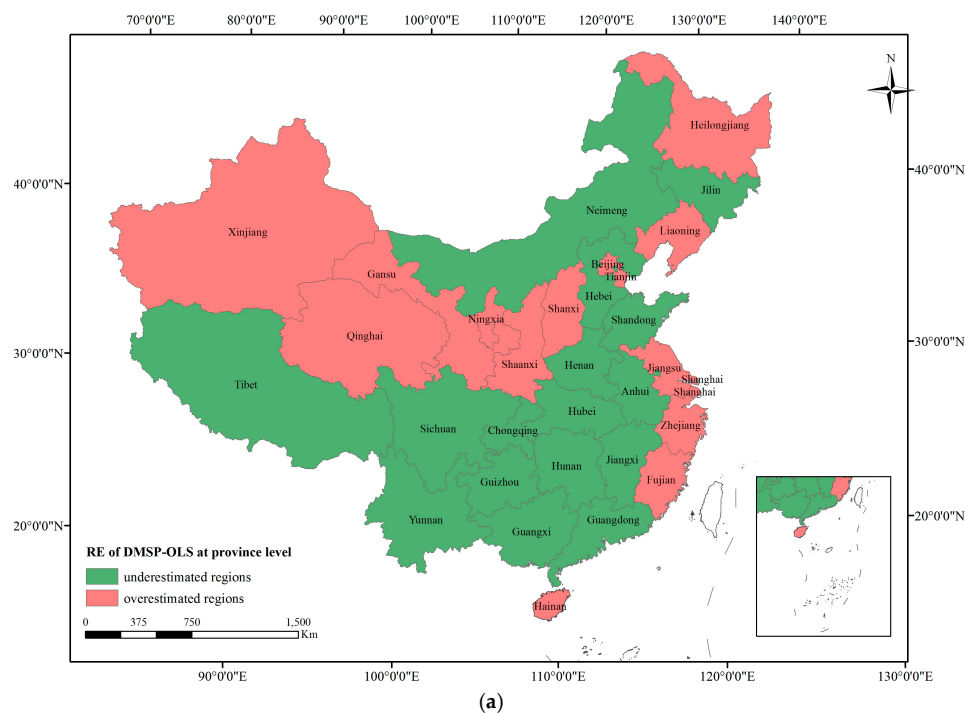 70°0'0"E 80°0'0"E 90°0'0"E 100°0'0"E 110°0'0"E 120°0'0"E 130°0'0"E 140°0'0"E
N
Heilongjiang
40°0'0"N 40°0'0"N
Jilin
Neimeng
Xinjiang
Liaoning
Beijing
Gansu
Tianjin
Hebei
Shanxi
Ningxia
Shandong
Qinghai
30°0'0"N 30°0'0"N
Shaanxi
Henan
Jiangsu
Shanghai
Tibet
Anhui
Shanghai
Hubei
Zhejiang
Sichuan
Chongqing
Jiangxi
Hunan
Guizhou
Fujian
Yunnan
Guangdong
20°0'0"N 20°0'0"N
Guangxi
RE of DMSP-OLS at province level
underestimated regions
overestimated regions
Hainan
0 375 750 1,500
Km
90°0'0"E 100°0'0"E 110°0'0"E 120°0'0"E 130°0'0"E
(a)